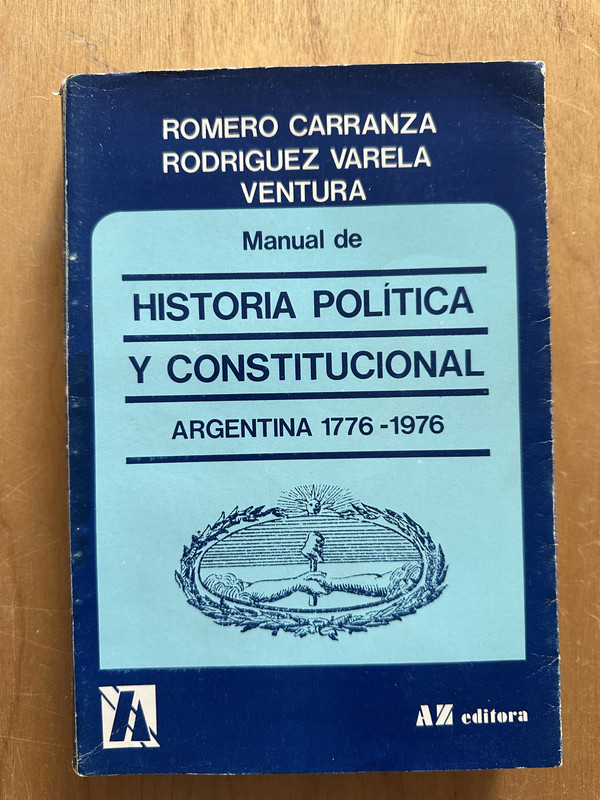 ROMERO CARRANZA
RODRIGUEZ VARELA
VENTURA
Manual de
HISTORIA POLÍTICA
Y CONSTITUCIONAL
ARGENTINA 1776-1976
AZ editora